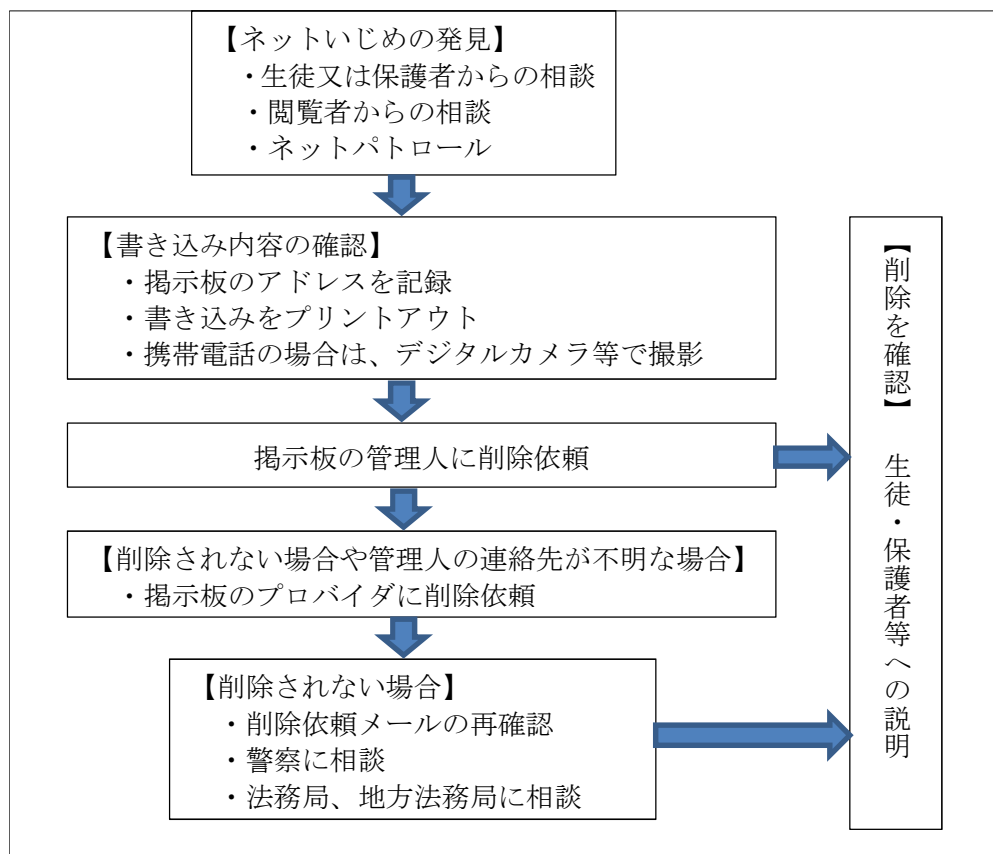 【ネットいじめの発見】
・生徒又は保護者からの相談
・閲覧者からの相談
・ネットパトロール
【書き込み内容の確認】
・掲示板のアドレスを記録
・書き込みをプリントアウト
・携帯電話の場合は、デジタルカメラ等で撮影
掲示板の管理人に削除依頼
【削除されない場合や管理人の連絡先が不明な場合】
・掲示板のプロバイダに削除依頼
【削除されない場合】
・削除依頼メールの再確認
・警察に相談
・法務局、地方法務局に相談
【削除を確認】　生徒・保護者等への説明